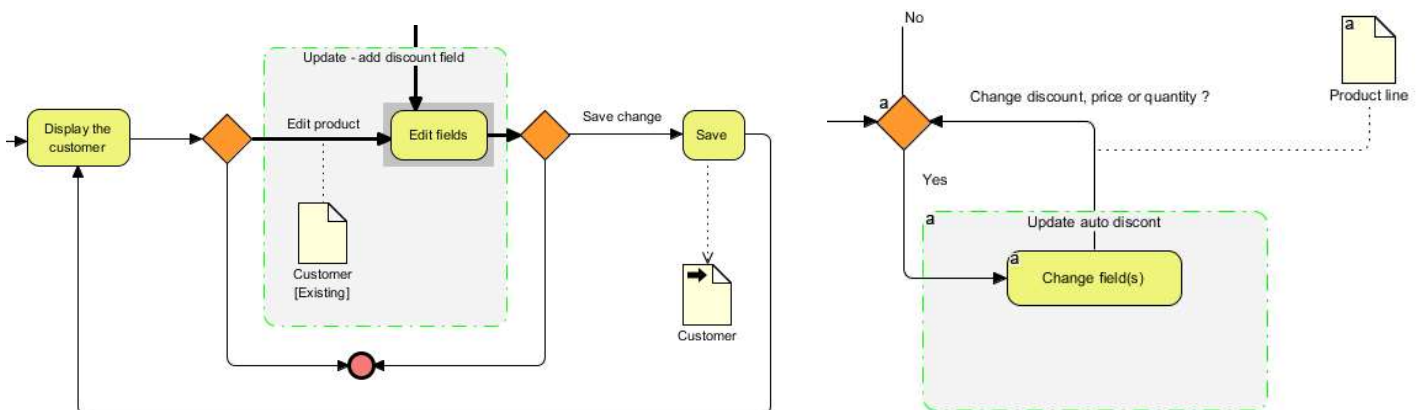 Update - add discount field
Display the
customer
Edit product
Edit fields
Save change
Save
Customer
[Existing]
Customer
No
a
Change discount, price or quantity ?
a
Product line
Yes
a
Update auto discont
a
Change field(s)